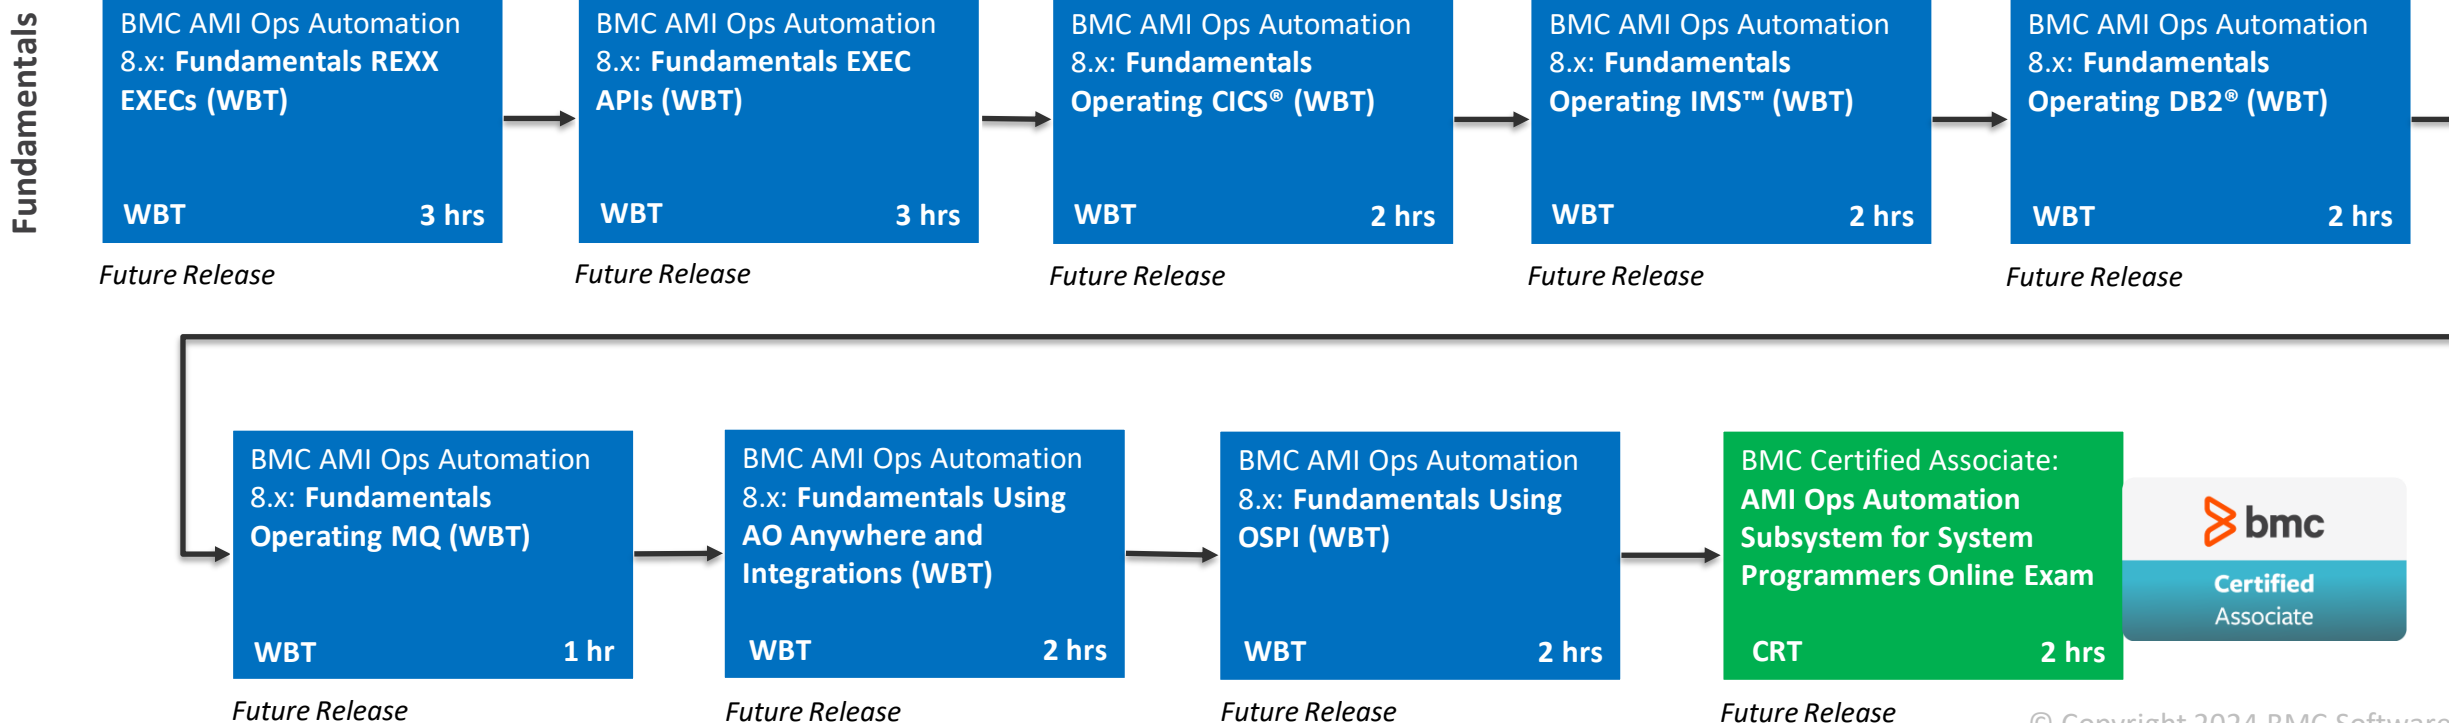 Fundamentals
BMC AMI Ops Automation
8.x: Fundamentals REXX
EXECs (WBT)
WBT 3 hrs
Future Release
BMC AMI Ops Automation
8.x: Fundamentals EXEC
APIs (WBT)
WBT 3 hrs
Future Release
BMC AMI Ops Automation
8.x: Fundamentals
Operating CICS® (WBT)
WBT 2 hrs
Future Release
BMC AMI Ops Automation
8.x: Fundamentals
Operating IMS™ (WBT)
WBT 2 hrs
Future Release
BMC AMI Ops Automation
8.x: Fundamentals
Operating DB2® (WBT)
WBT 2 hrs
Future Release
BMC AMI Ops Automation
8.x: Fundamentals
Operating MQ (WBT)
WBT 1 hr
Future Release
BMC AMI Ops Automation
8.x: Fundamentals Using
AO Anywhere and
Integrations (WBT)
WBT 2 hrs
Future Release
BMC AMI Ops Automation
8.x: Fundamentals Using
OSPI (WBT)
WBT 2 hrs
Future Release
BMC Certified Associate:
AMI Ops Automation
Subsystem for System
Programmers Online Exam
CRT 2 hrs
Future Release
bmc
Certified
Associate
© Copyright 2024 BMC Software